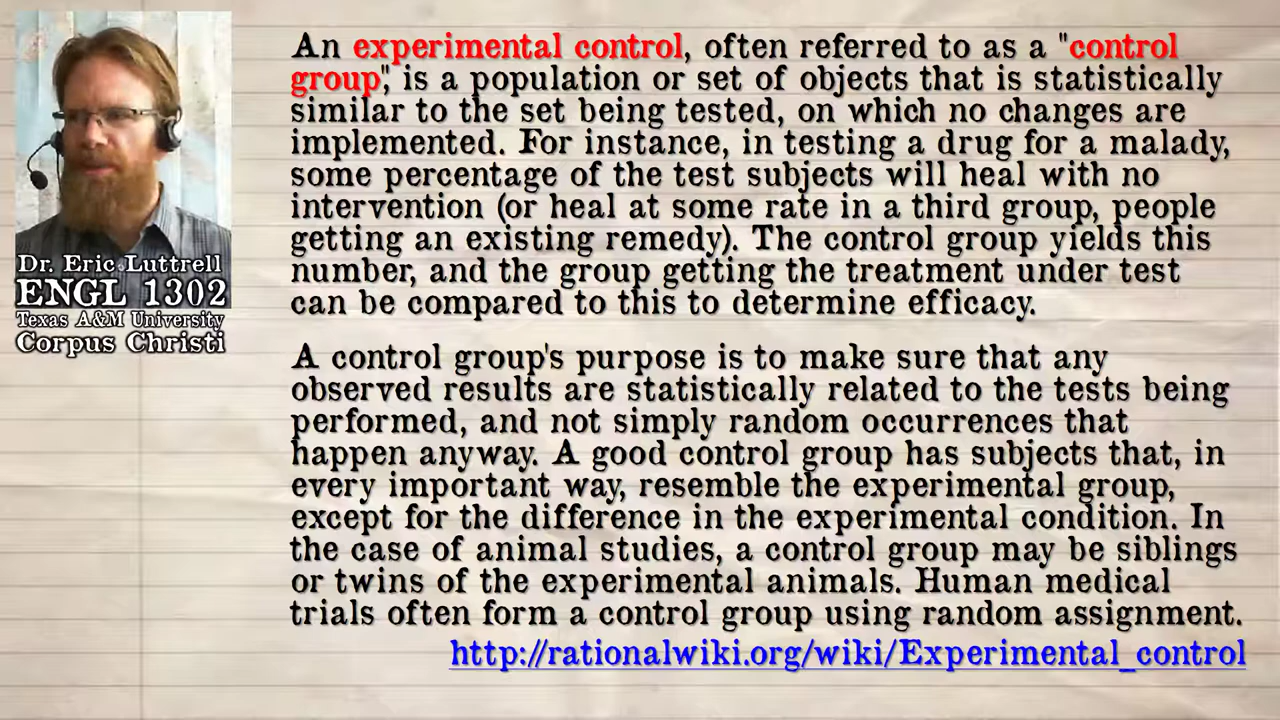 Dr. Eric Luttrell
ENGL 1302
Texas A&M University
Corpus Christi
An experimental control, often referred to as a "control
group", is a population or set of objects that is statistically
similar to the set being tested, on which no changes are
implemented. For instance, in testing a drug for a malady,
some percentage of the test subjects will heal with no
intervention (or heal at some rate in a third group, people
getting an existing remedy). The control group yields this
number, and the group getting the treatment under test
can be compared to this to determine efficacy.
A control group's purpose is to make sure that any
observed results are statistically related to the tests being
performed, and not simply random occurrences that
happen anyway. A good control group has subjects that, in
every important way, resemble the experimental group,
except for the difference in the experimental condition. In
the case of animal studies, a control group may be siblings
or twins of the experimental animals. Human medical
trials often form a control group using random assignment.
http://rationalwiki.org/wiki/Experimental_control